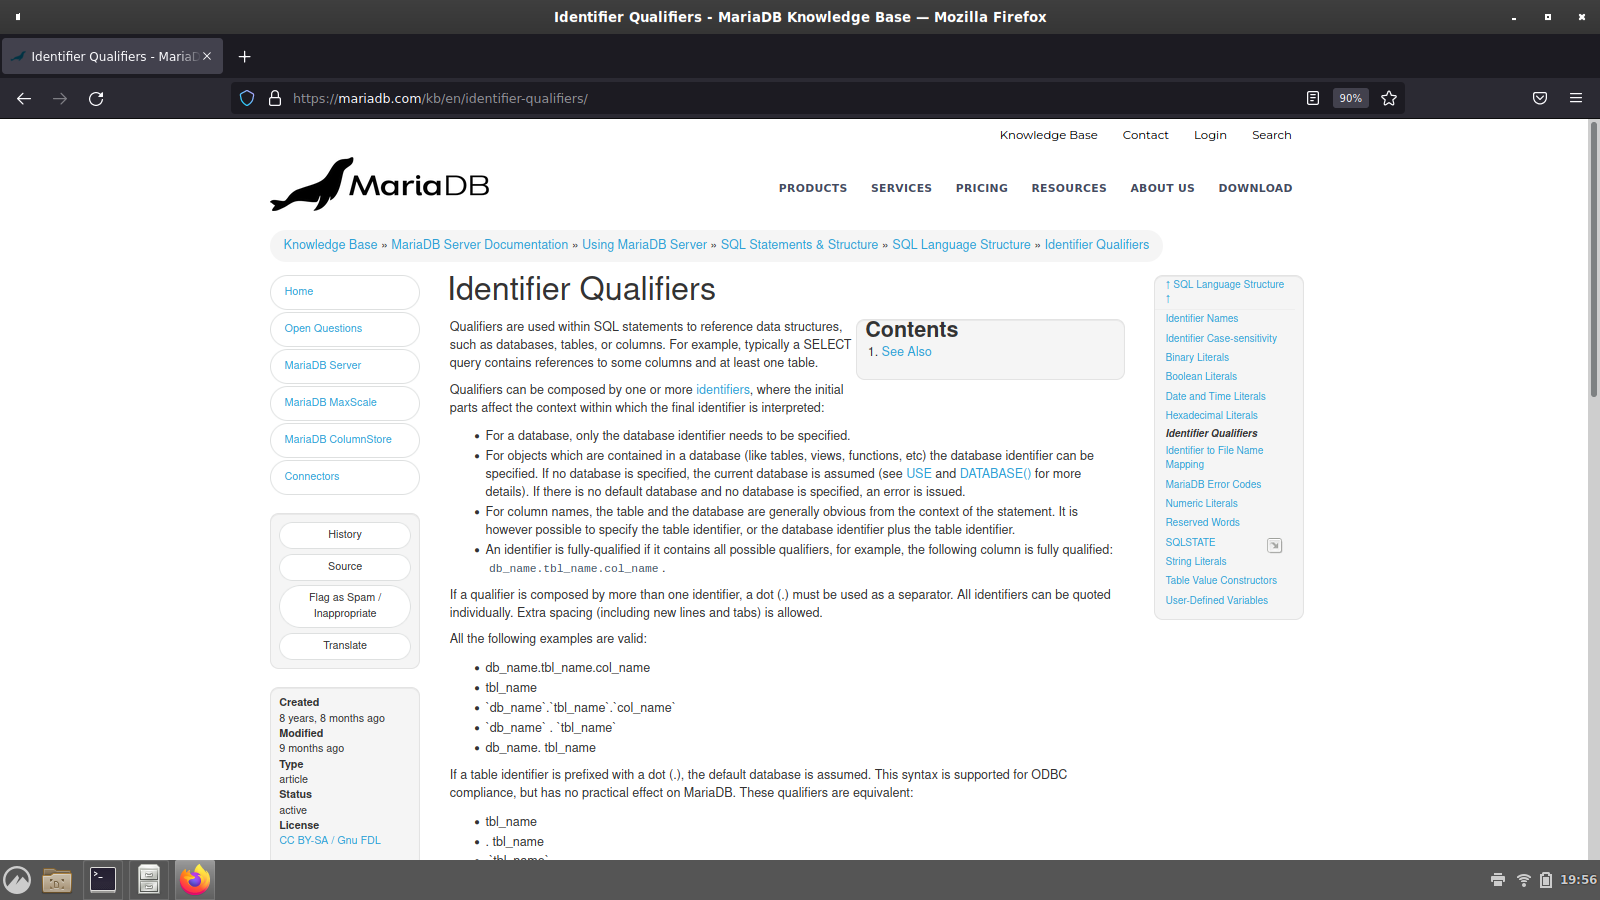 Identifier Qualifiers - MariaDB Knowledge Base — Mozilla Firefox
Identifier Qualifiers - MariaD
https://mariadb.com/kb/en/identifier-qualifiers/
90%
Knowledge Base Contact Login Search
MariaDB
PRODUCTS SERVICES PRICING RESOURCES ABOUT US DOWNLOAD
Knowledge Base » MariaDB Server Documentation » Using MariaDB Server » SQL Statements & Structure » SQL Language Structure » Identifier Qualifiers
Home
Open Questions
MariaDB Server
MariaDB MaxScale
MariaDB ColumnStore
Connectors
History
Source
Flag as Spam /
Inappropriate
Translate
Created
8 years, 8 months ago
Modified
9 months ago
Type
article
Status
active
License
CC BY-SA / Gnu FDL
Identifier Qualifiers
Contents
1. See Also
Qualifiers are used within SQL statements to reference data structures,
such as databases, tables, or columns. For example, typically a SELECT
query contains references to some columns and at least one table.
Qualifiers can be composed by one or more identifiers, where the initial
parts affect the context within which the final identifier is interpreted:
• For a database, only the database identifier needs to be specified.
• For objects which are contained in a database (like tables, views, functions, etc) the database identifier can be
specified. If no database is specified, the current database is assumed (see USE and DATABASE() for more
details). If there is no default database and no database is specified, an error is issued.
• For column names, the table and the database are generally obvious from the context of the statement. It is
however possible to specify the table identifier, or the database identifier plus the table identifier.
• An identifier is fully-qualified if it contains all possible qualifiers, for example, the following column is fully qualified:
db_name.tbl_name.col_name .
If a qualifier is composed by more than one identifier, a dot (.) must be used as a separator. All identifiers can be quoted
individually. Extra spacing (including new lines and tabs) is allowed.
All the following examples are valid:
• db_name.tbl_name.col_name
• tbl_name
• `db_name`.`tbl_name`.`col_name`
• `db_name` . `tbl_name`
• db_name. tbl_name
If a table identifier is prefixed with a dot (.), the default database is assumed. This syntax is supported for ODBC
compliance, but has no practical effect on MariaDB. These qualifiers are equivalent:
• tbl_name
• . tbl_name
• .`tbl_name`
↑ SQL Language Structure
↑
Identifier Names
Identifier Case-sensitivity
Binary Literals
Boolean Literals
Date and Time Literals
Hexadecimal Literals
Identifier Qualifiers
Identifier to File Name
Mapping
MariaDB Error Codes
Numeric Literals
Reserved Words
SQLSTATE
String Literals
Table Value Constructors
User-Defined Variables
19:56